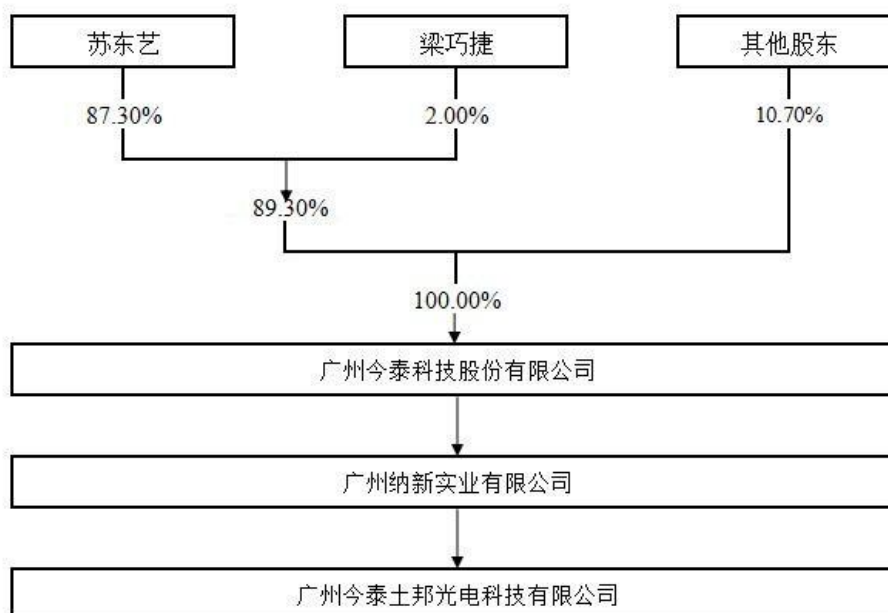 苏东艺
梁巧捷
其他股东
87.30%
2.00%
10.70%
89.30%
100.00%
广州今泰科技股份有限公司
广州纳新实业有限公司
广州今泰土邦光电科技有限公司